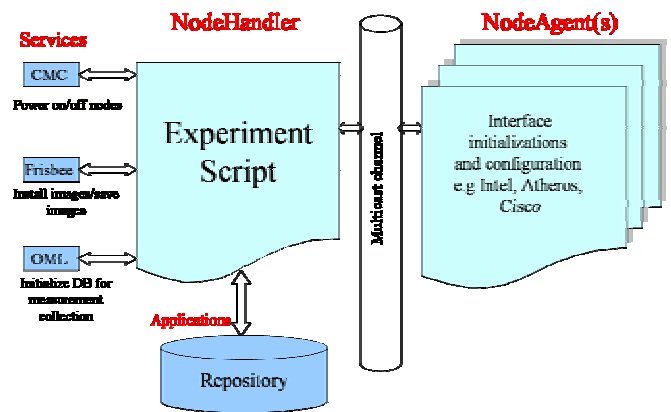 NodeHandler
NodeAgent(s)
Services
CMC
Power on/off nodes
Frisbee
Install images/save
images
OML
Initialize DB for
measurement
collection
Experiment
Script
Applications
Repository
Multicast channel
Interface
initializations
and configuration
e.g Intel, Atheros,
Cisco